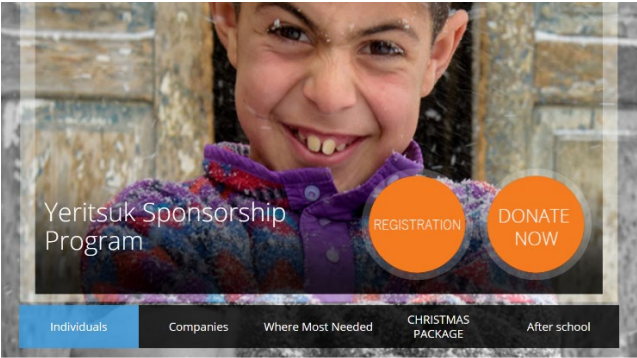 Yeritsuk Sponsorship
Program
REGISTRATION
DONATE
NOW
Individuals
Companies
Where Most Needed
CHRISTMAS
PACKAGE
After school